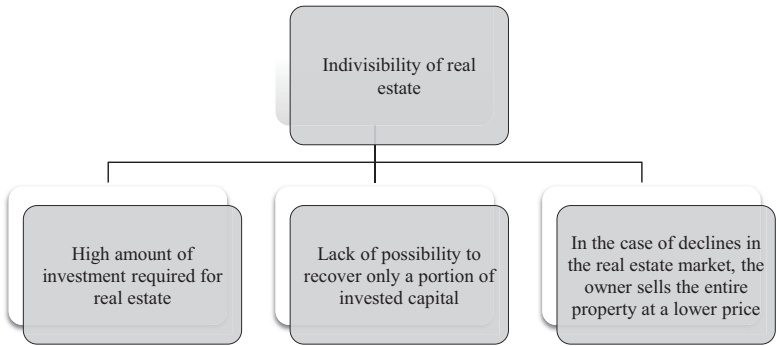 Indivisibility of real
estate
High amount of
investment required for
real estate
Lack of possibility to
recover only a portion of
invested capital
In the case of declines in
the real estate market, the
owner sells the entire
property at a lower price